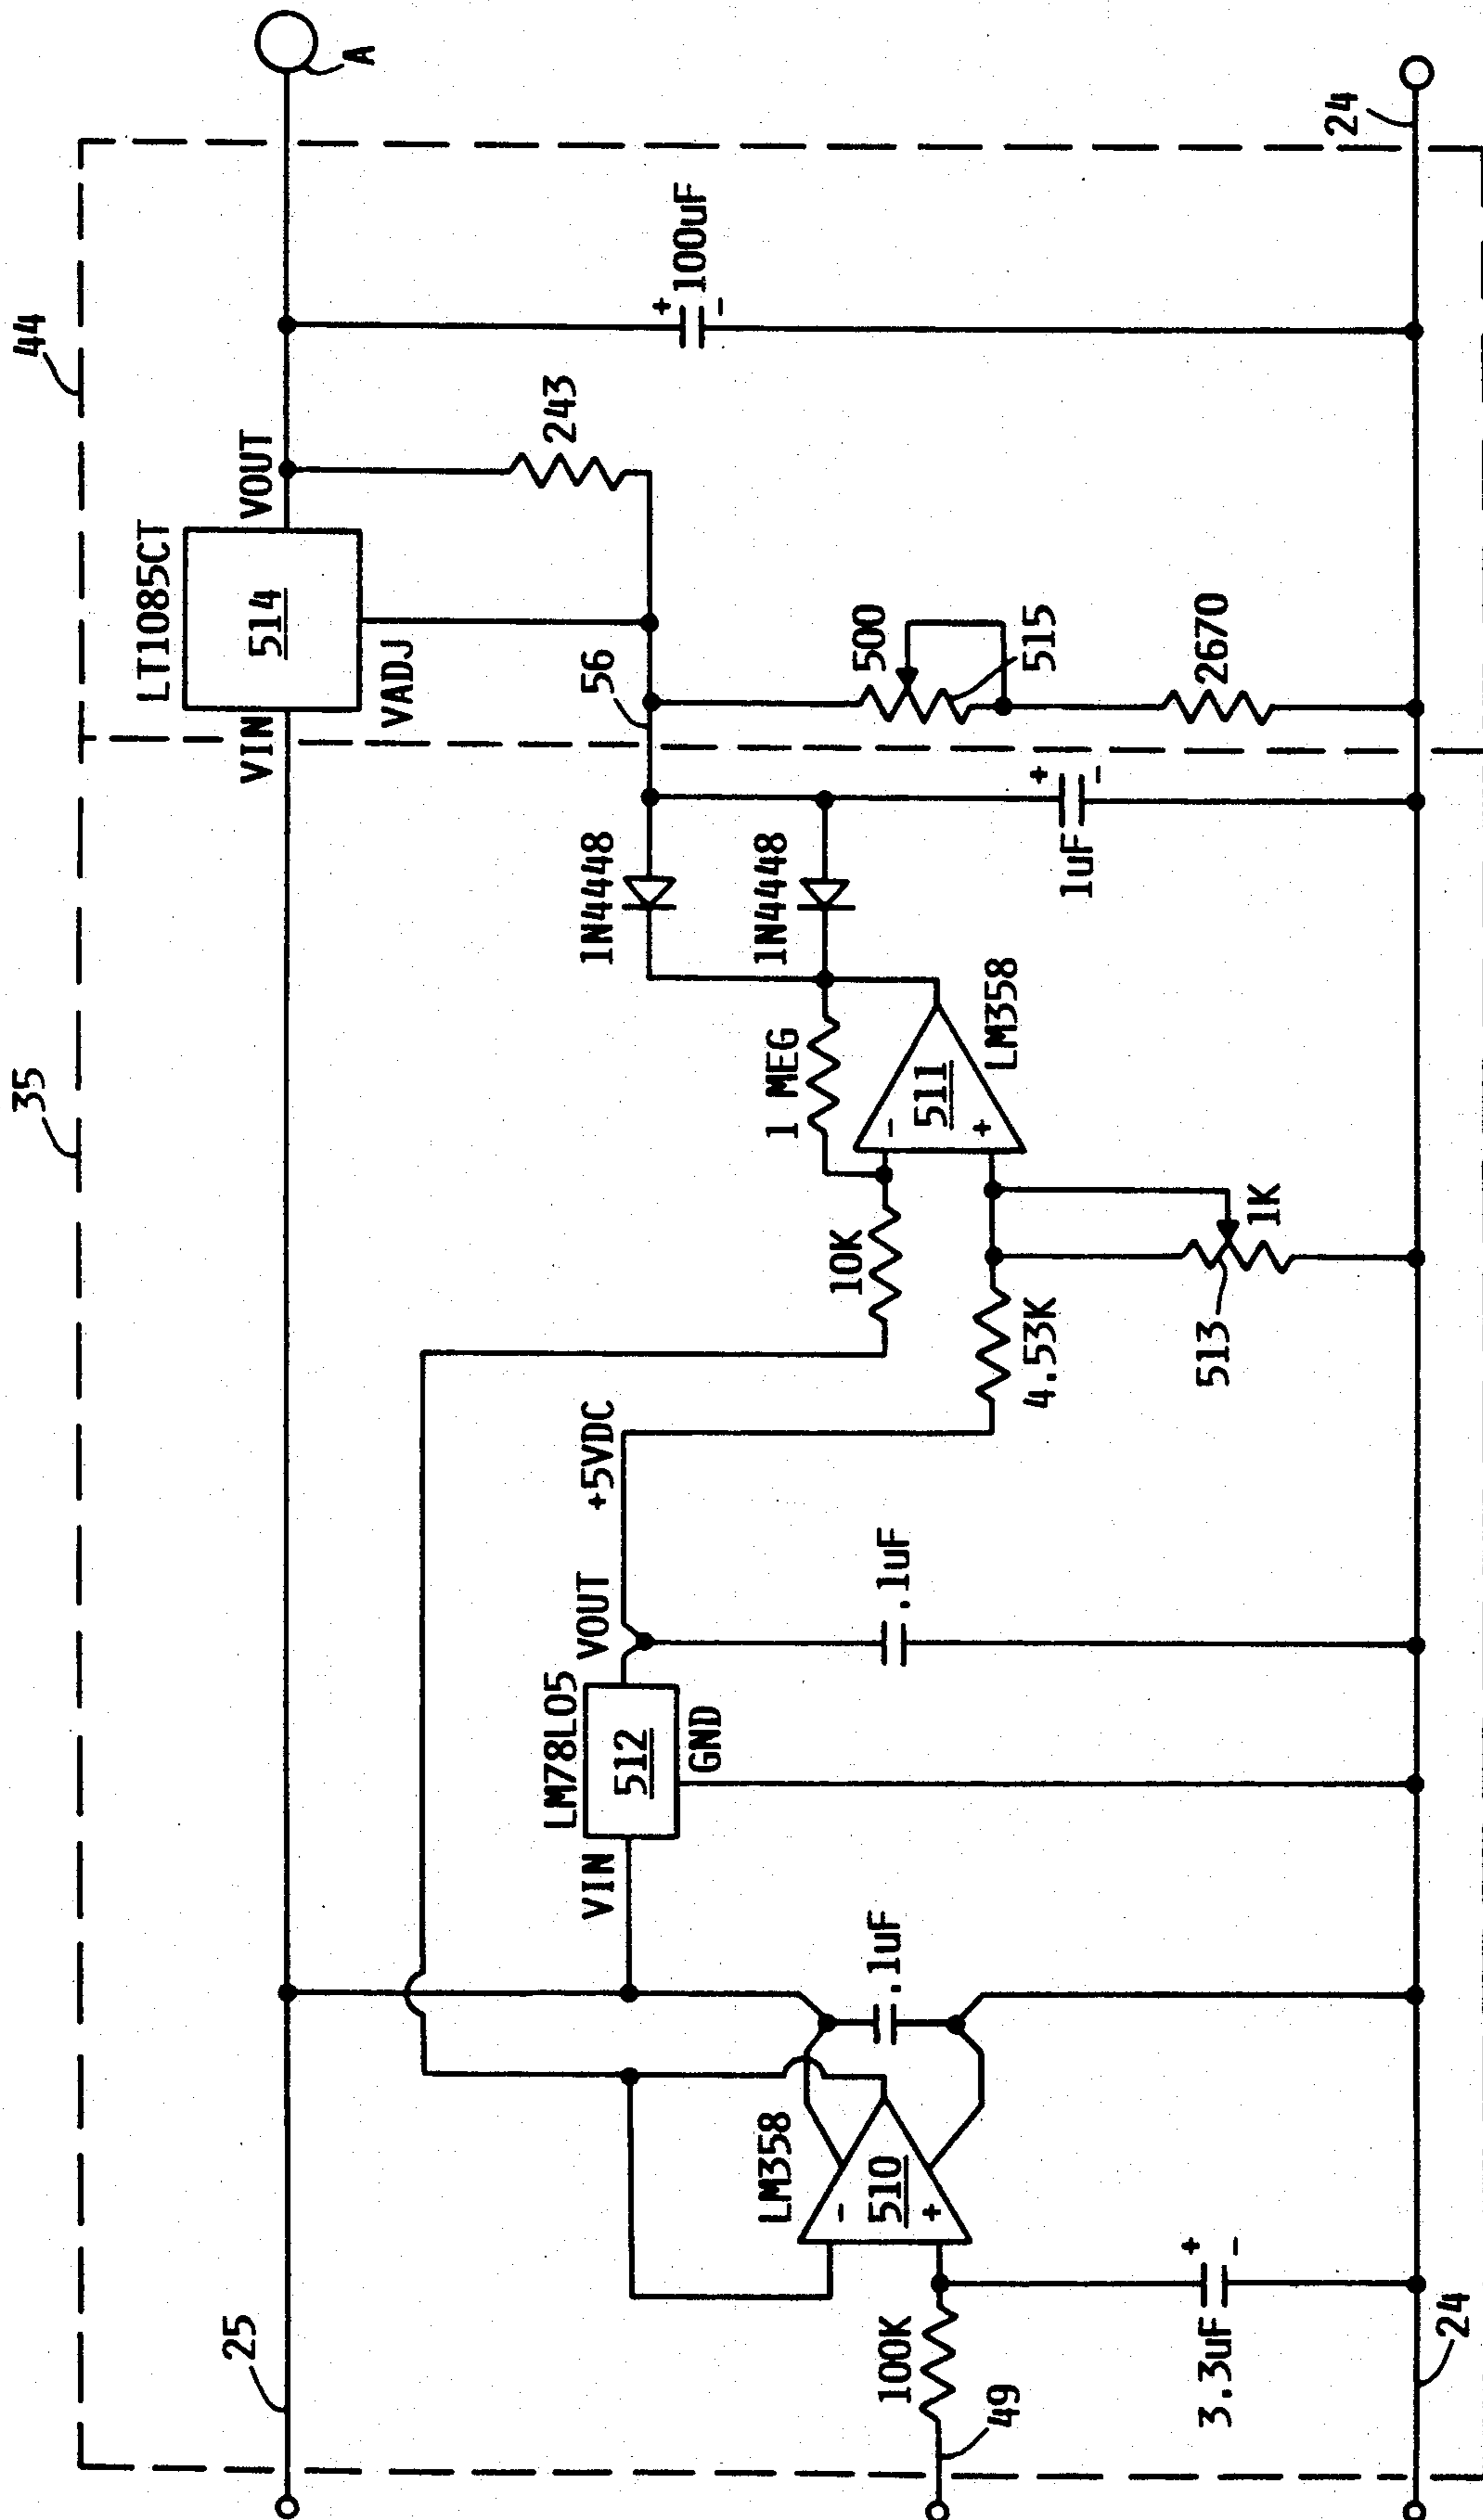 35
44
25
LT1085CT
VIN
514
VOUT
A
VADJ
243
56
LM78L05
VIN
512
VOUT
+5VDC
GND
1N4448
1N4448
+
100uF
-
LM358
-
510
+
.1uF
.1uF
10K
1 MEG
-
511
+
LM358
500
515
100K
49
4.53K
3.3uF
+
-
513
1K
1uF
+
-
2670
24
24